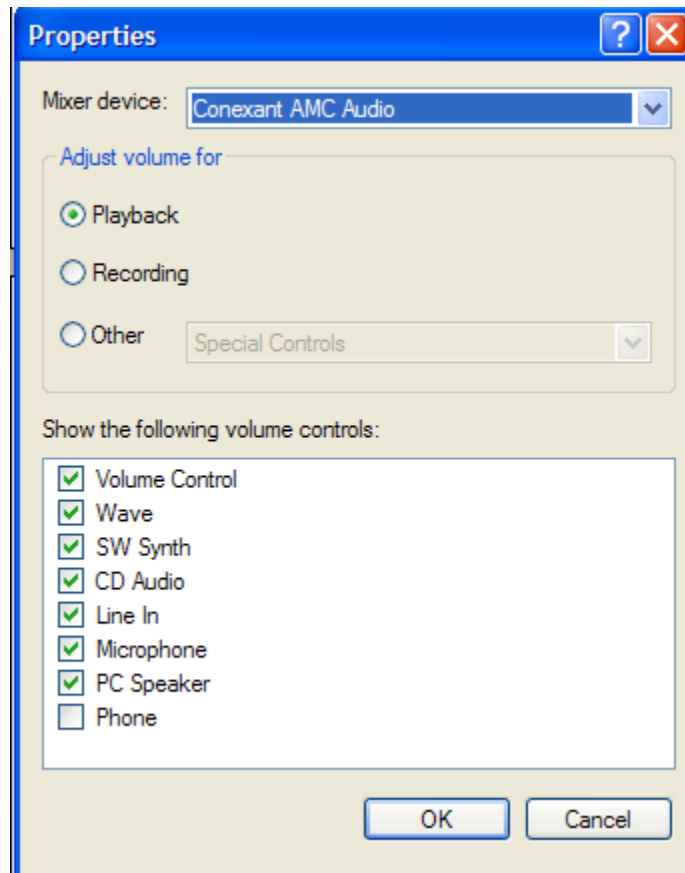 Properties
Mixer device: Conexant AMC Audio
Adjust volume for
Playback
Recording
Other Special Controls
Show the following volume controls:
Volume Control
Wave
SW Synth
CD Audio
Line In
Microphone
PC Speaker
Phone
OK Cancel